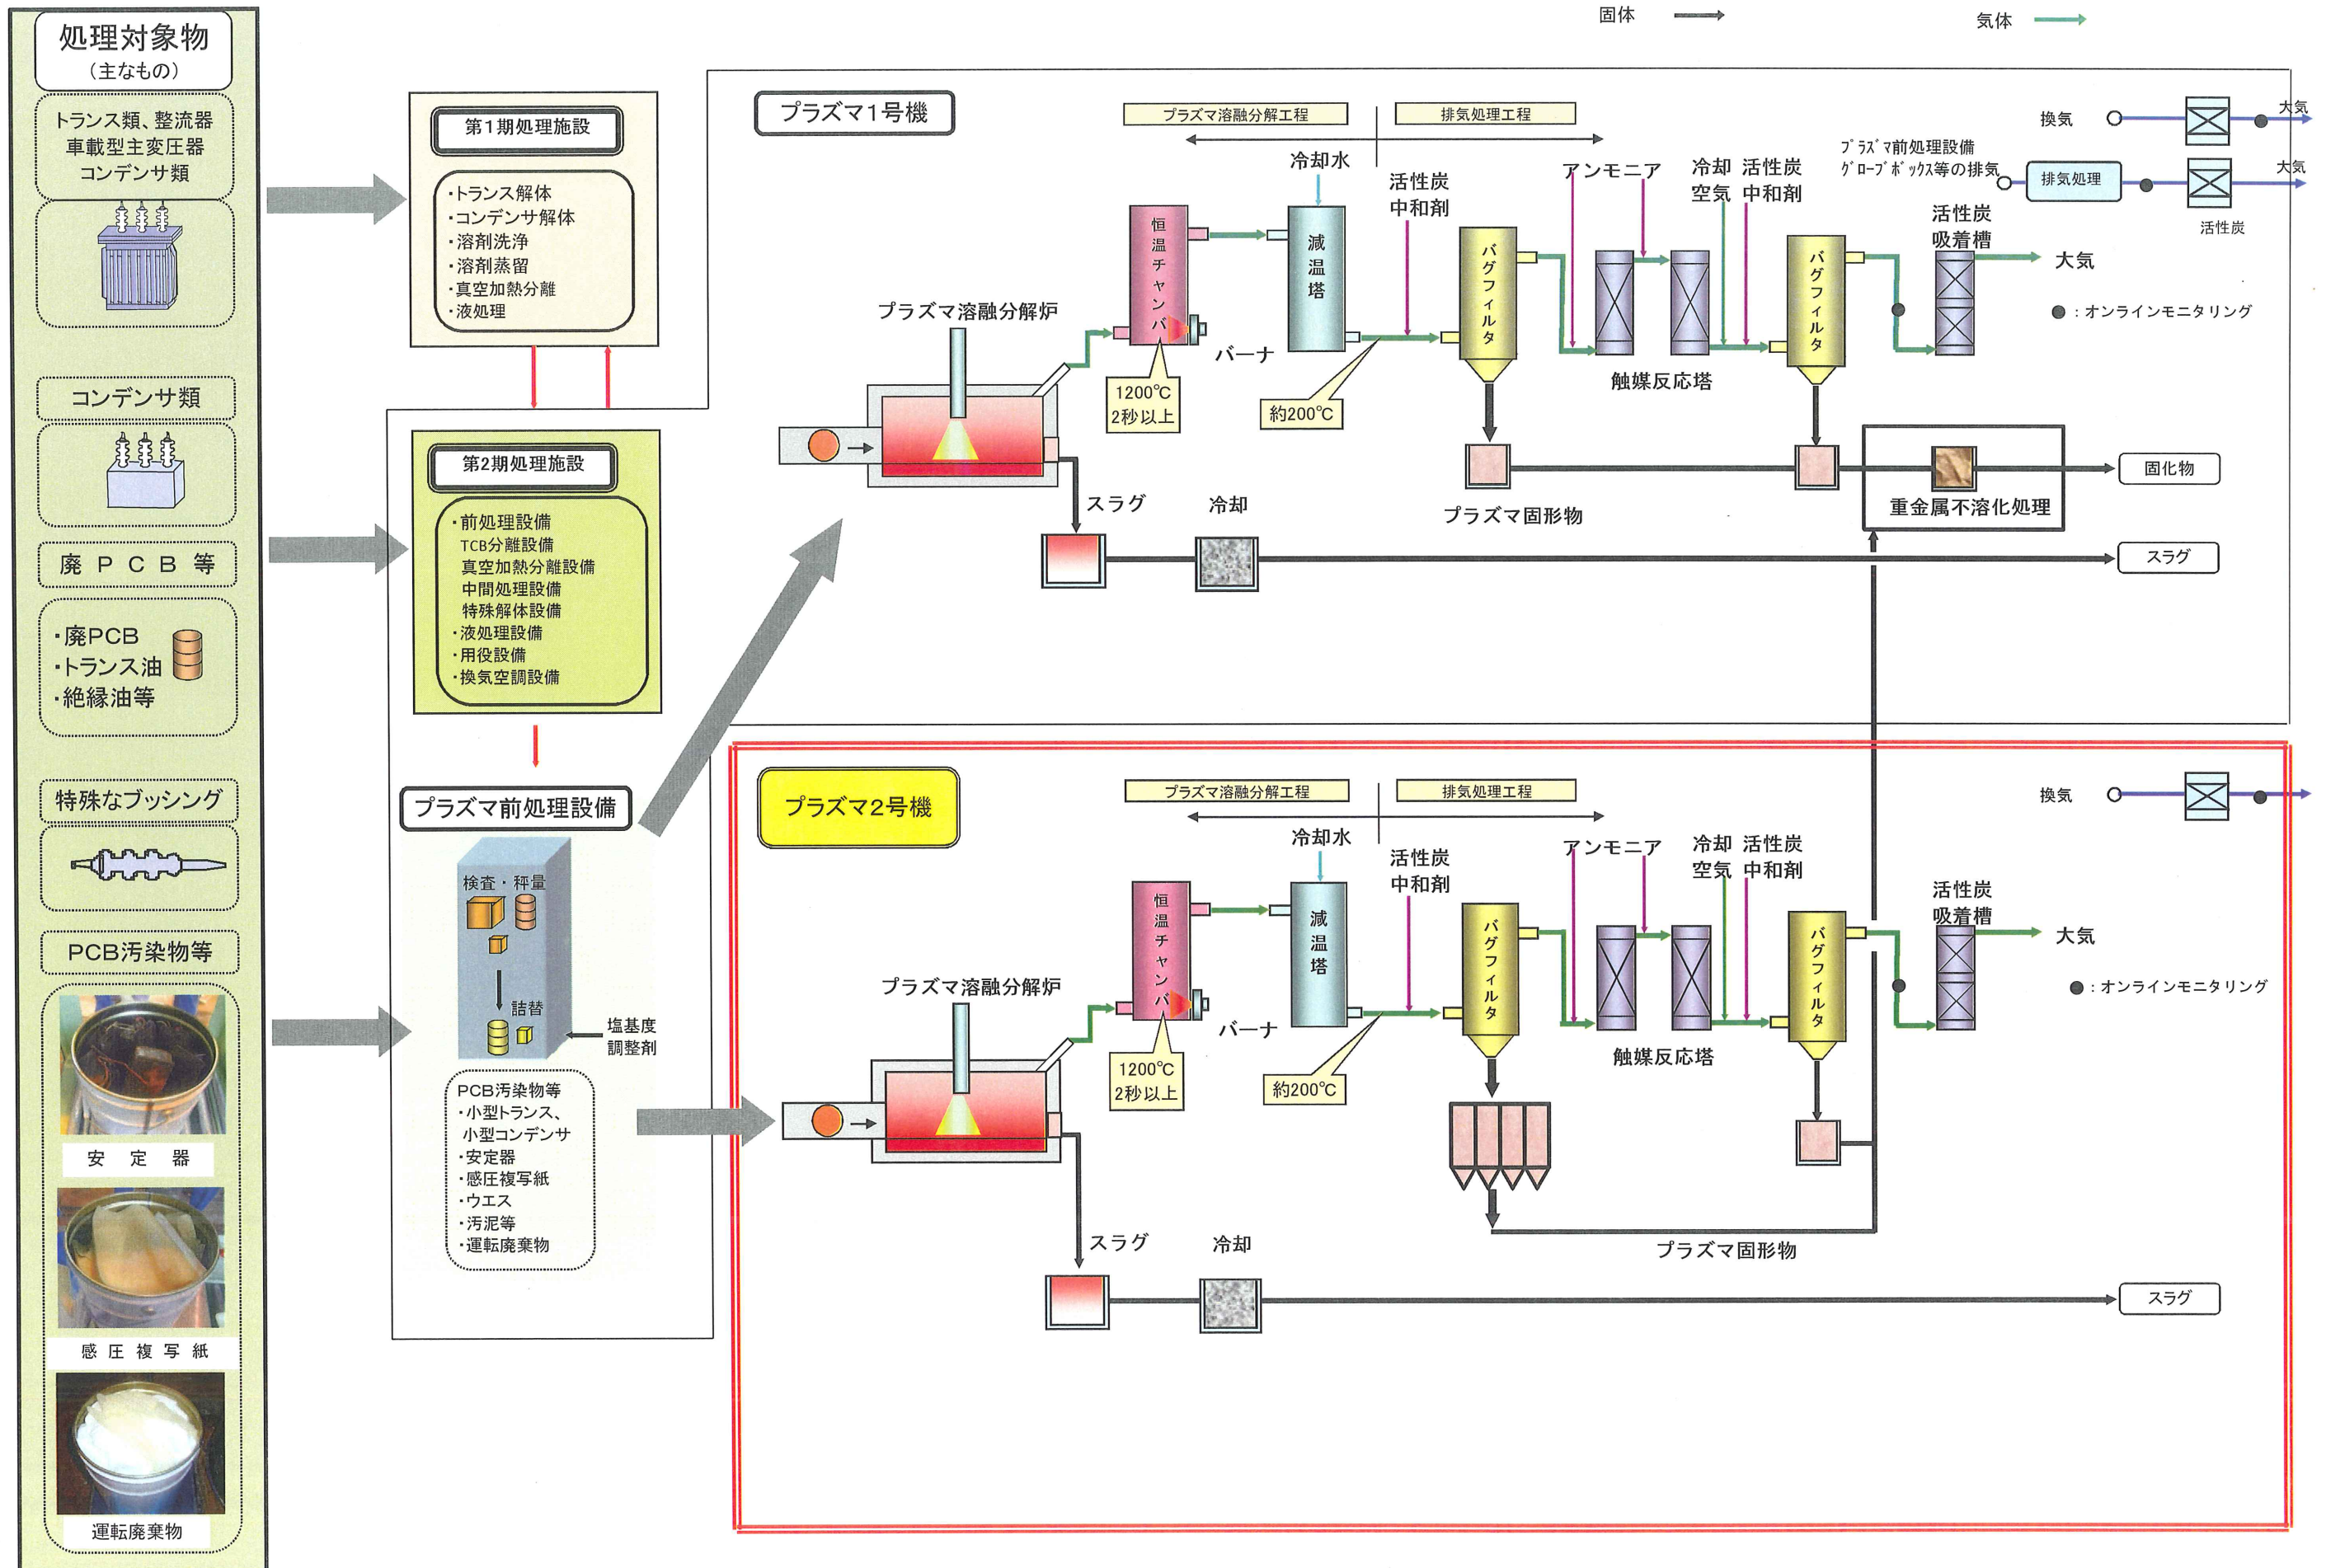 固体
気体
処理対象物
(主なもの)
トランス類、整流器
車載型主変圧器
コンデンサ類
コンデンサ類
廃ＰＣＢ等
・廃PCB
・トランス油
・絶縁油等
特殊なブッシング
PCB汚染物等
安定器
感圧複写紙
運転廃棄物
第1期処理施設
・トランス解体
・コンデンサ解体
・溶剤洗浄
・溶剤蒸留
・真空加熱分離
・液処理
第2期処理施設
・前処理設備
TCB分離設備
真空加熱分離設備
中間処理設備
特殊解体設備
・液処理設備
・用役設備
・換気空調設備
プラズマ前処理設備
検査・秤量
詰替
塩基度
調整剤
PCB汚染物等
・小型トランス、
小型コンデンサ
・安定器
・感圧複写紙
・ウエス
・汚泥等
・運転廃棄物
プラズマ1号機
プラズマ溶融分解工程
排気処理工程
プラズマ溶融分解炉
恒温チャンバ
バーナ
1200℃
2秒以上
冷却水
減温塔
約200℃
活性炭
中和剤
バグフィルタ
アンモニア
触媒反応塔
冷却
空気
活性炭
中和剤
バグフィルタ
活性炭
吸着槽
大気
●：オンラインモニタリング
換気
大気
ﾌﾟﾗｽﾞﾏ前処理設備
ｸﾞﾛｰﾌﾞﾎﾞｯｸｽ等の排気
排気処理
大気
活性炭
プラズマ固形物
重金属不溶化処理
固化物
スラグ
冷却
スラグ
プラズマ2号機
プラズマ溶融分解工程
排気処理工程
プラズマ溶融分解炉
恒温チャンバ
バーナ
1200℃
2秒以上
冷却水
減温塔
約200℃
活性炭
中和剤
バグフィルタ
アンモニア
触媒反応塔
冷却
空気
活性炭
中和剤
バグフィルタ
活性炭
吸着槽
大気
●：オンラインモニタリング
換気
プラズマ固形物
スラグ
冷却
スラグ